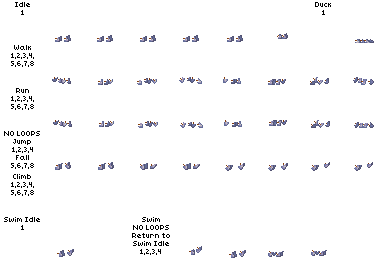 Idle
1
Duck
1
Walk
1,2,3,4,
5,6,7,8
Run
1,2,3,4,
5,6,7,8
NO LOOPS
Jump
1,2,3,4
Fall
5,6,7,8
Climb
1,2,3,4,
5,6,7,8
Swim Idle
1
Swim
NO LOOPS
Return to
Swim Idle
1,2,3,4